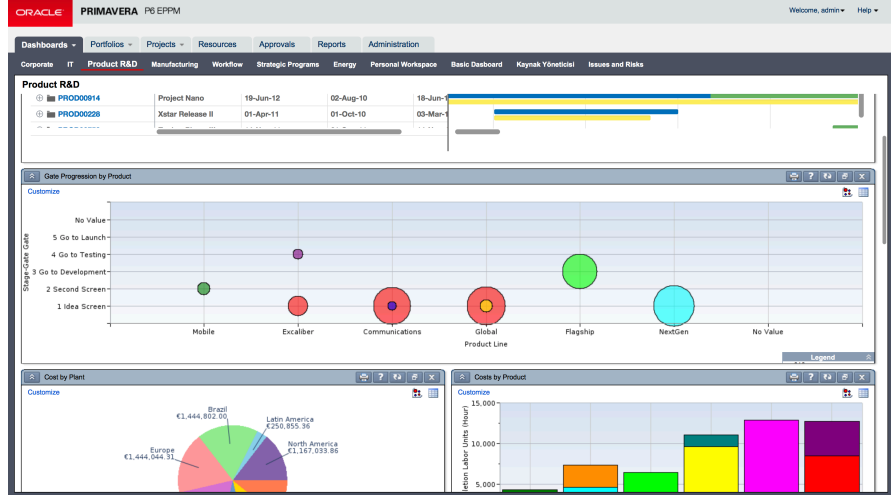 ORACLE PRIMAVERA P6 EPPM Welcome, admin Help
Dashboards Portfolios Projects Resources Approvals Reports Administration
Corporate IT Product R&D Manufacturing Workflow Strategic Programs Energy Personal Workspace Basic Dasboard Kaynak Yöneticisi Issues and Risks
Product R&D
PROD00914 Project Nano 19-Jun-12 02-Aug-10 18-Jun-1
PROD00228 Xstar Release II 01-Apr-11 01-Oct-10 03-Mar-1
Gate Progression by Product
Customize
Stage-Gate Gate
No Value
5 Go to Launch
4 Go to Testing
3 Go to Development
2 Second Screen
1 Idea Screen
Mobile Excaliber Communications Global Flagship NextGen No Value
Product Line
Legend
Cost by Plant
Customize
Brazil
€1,444,802.00
Latin America
€250,855.36
North America
€1,167,033.86
Europe
€1,444,044.31
Costs by Product
Customize
letion Labor Units (Hour)
15,000
10,000
5,000